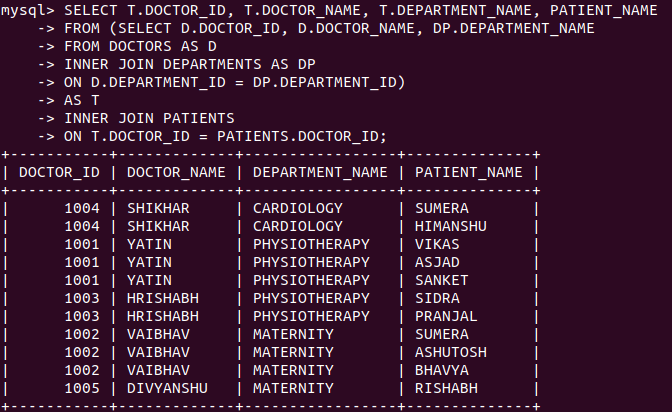 mysql> SELECT T.DOCTOR_ID, T.DOCTOR_NAME, T.DEPARTMENT_NAME, PATIENT_NAME
    -> FROM (SELECT D.DOCTOR_ID, D.DOCTOR_NAME, DP.DEPARTMENT_NAME
    -> FROM DOCTORS AS D
    -> INNER JOIN DEPARTMENTS AS DP
    -> ON D.DEPARTMENT_ID = DP.DEPARTMENT_ID)
    -> AS T
    -> INNER JOIN PATIENTS
    -> ON T.DOCTOR_ID = PATIENTS.DOCTOR_ID;
+-----------+-------------+-----------------+--------------+
| DOCTOR_ID | DOCTOR_NAME | DEPARTMENT_NAME | PATIENT_NAME |
+-----------+-------------+-----------------+--------------+
|      1004 | SHIKHAR     | CARDIOLOGY      | SUMERA       |
|      1004 | SHIKHAR     | CARDIOLOGY      | HIMANSHU     |
|      1001 | YATIN       | PHYSIOTHERAPY   | VIKAS        |
|      1001 | YATIN       | PHYSIOTHERAPY   | ASJAD        |
|      1001 | YATIN       | PHYSIOTHERAPY   | SANKET       |
|      1003 | HRISHABH    | PHYSIOTHERAPY   | SIDRA        |
|      1003 | HRISHABH    | PHYSIOTHERAPY   | PRANJAL      |
|      1002 | VAIBHAV     | MATERNITY       | SUMERA       |
|      1002 | VAIBHAV     | MATERNITY       | ASHUTOSH     |
|      1002 | VAIBHAV     | MATERNITY       | BHAVYA       |
|      1005 | DIVYANSHU   | MATERNITY       | RISHABH      |
+-----------+-------------+-----------------+--------------+